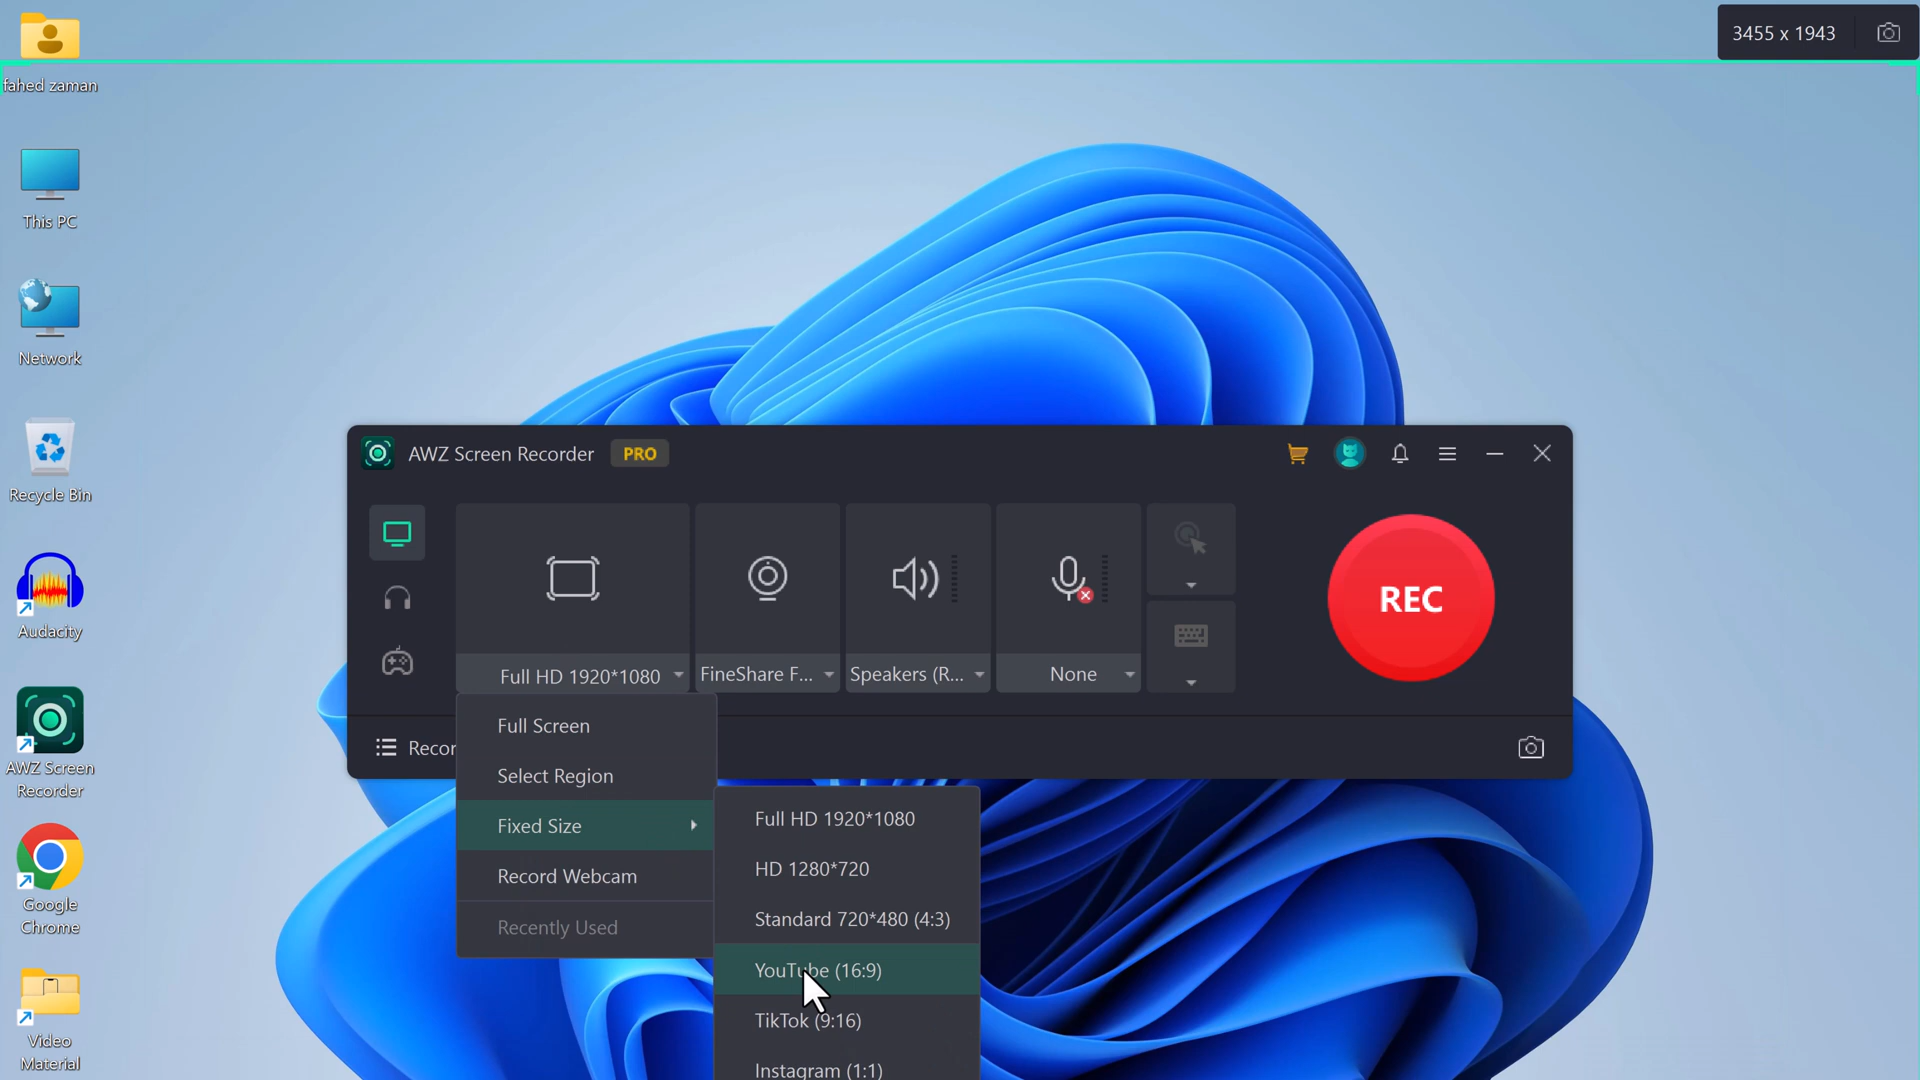 3455 x 1943
fahed zaman
This PC
Network
Recycle Bin
Audacity
AWZ Screen
Recorder
Google
Chrome
Video
Material
AWZ Screen Recorder PRO
REC
Full HD 1920*1080
FineShare F...
Speakers (R...
None
Recor
Full Screen
Select Region
Fixed Size
Record Webcam
Recently Used
Full HD 1920*1080
HD 1280*720
Standard 720*480 (4:3)
YouTube (16:9)
TikTok (9:16)
Instagram (1:1)